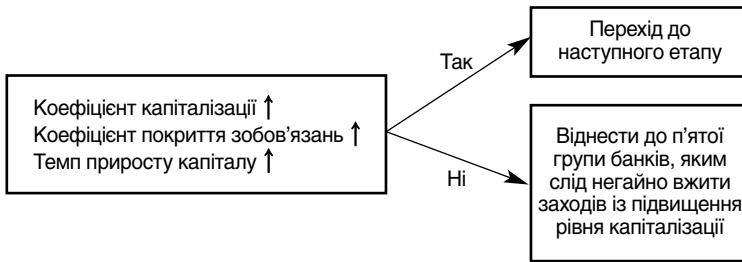 Коефіцієнт капіталізації ↑
Коефіцієнт покриття зобов’язань ↑
Темп приросту капіталу ↑
Так
Перехід до
наступного етапу
Ні
Віднести до п’ятої
групи банків, яким
слід негайно вжити
заходів із підвищення
рівня капіталізації